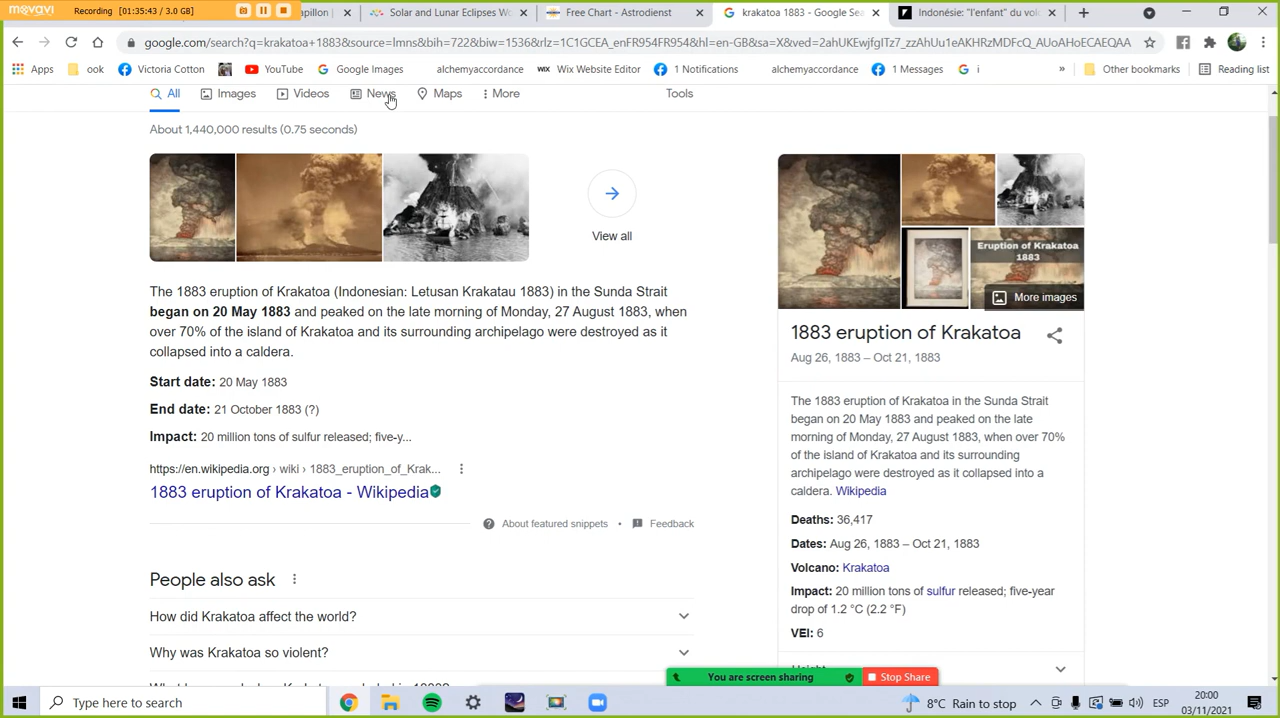 movavi Recording (01:35:43 / 3.0 GB)
apillon
Solar and Lunar Eclipses Wo
Free Chart - Astrodienst
krakatoa 1883 - Google Sea
Indonésie: "l'enfant" du vol
google.com/search?q=krakatoa+1883&source=lmns&bih=722&biw=1536&rlz=1C1GCEA_enFR954FR954&hl=en-GB&sa=X&ved=2ahUKEwjfgITz7_zzAhUu1eAKHRzMDFcQ_AUoAHoECAEQAA
Apps ook Victoria Cotton YouTube Google Images alchemyaccordance WIX Wix Website Editor 1 Notifications alchemyaccordance 1 Messages i » Other bookmarks Reading list
All Images Videos News Maps More Tools
About 1,440,000 results (0.75 seconds)
View all
Eruption of Krakatoa
1883
More images
The 1883 eruption of Krakatoa (Indonesian: Letusan Krakatau 1883) in the Sunda Strait
began on 20 May 1883 and peaked on the late morning of Monday, 27 August 1883, when
over 70% of the island of Krakatoa and its surrounding archipelago were destroyed as it
collapsed into a caldera.
Start date: 20 May 1883
End date: 21 October 1883 (?)
Impact: 20 million tons of sulfur released; five-y...
https://en.wikipedia.org › wiki › 1883_eruption_of_Krak...
1883 eruption of Krakatoa - Wikipedia
About featured snippets • Feedback
People also ask
How did Krakatoa affect the world?
Why was Krakatoa so violent?
1883 eruption of Krakatoa
Aug 26, 1883 – Oct 21, 1883
The 1883 eruption of Krakatoa in the Sunda Strait
began on 20 May 1883 and peaked on the late
morning of Monday, 27 August 1883, when over 70%
of the island of Krakatoa and its surrounding
archipelago were destroyed as it collapsed into a
caldera. Wikipedia
Deaths: 36,417
Dates: Aug 26, 1883 – Oct 21, 1883
Volcano: Krakatoa
Impact: 20 million tons of sulfur released; five-year
drop of 1.2 °C (2.2 °F)
VEI: 6
You are screen sharing Stop Share
Type here to search
8°C Rain to stop
ESP
20:00
03/11/2021